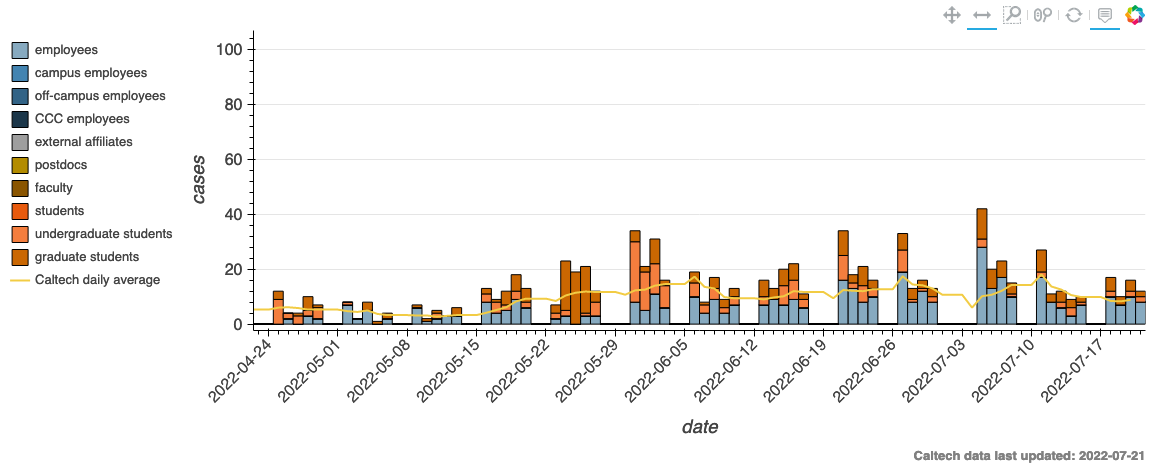 employees
campus employees
off-campus employees
CCC employees
external affiliates
postdocs
faculty
students
undergraduate students
graduate students
Caltech daily average
cases
100
80
60
40
20
0
2022-04-24
2022-05-01
2022-05-08
2022-05-15
2022-05-22
2022-05-29
2022-06-05
2022-06-12
2022-06-19
2022-06-26
2022-07-03
2022-07-10
2022-07-17
date
Caltech data last updated: 2022-07-21